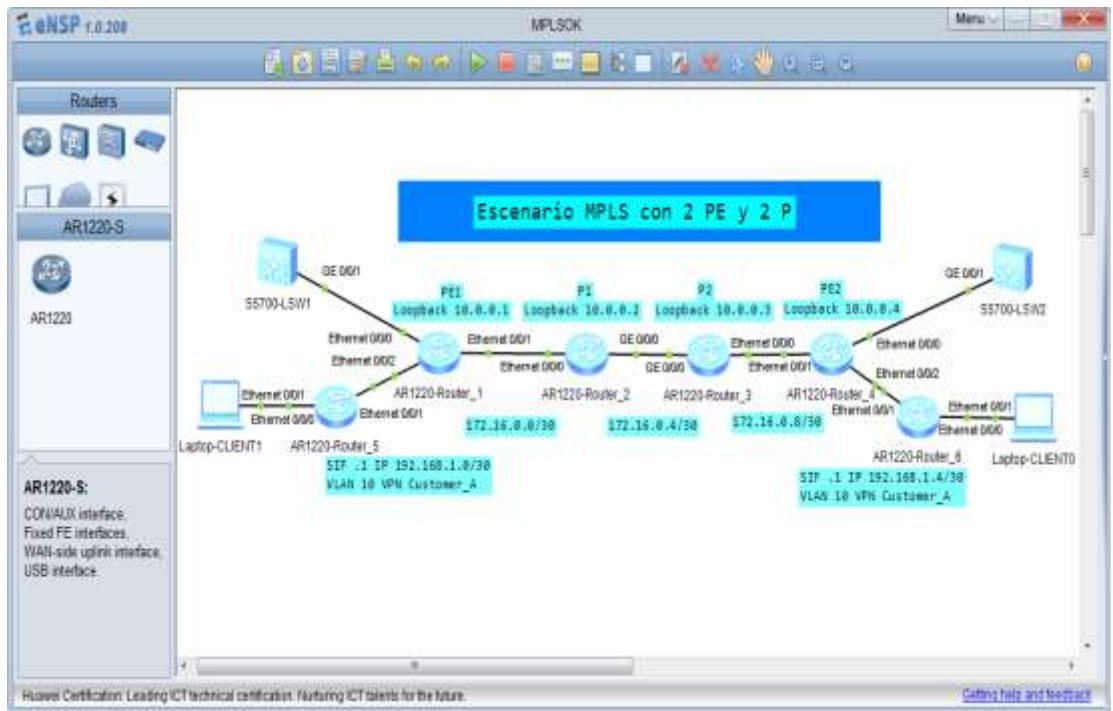 eNSP 1.0.208
MPLSOK
Menu
Routers
AR1220-S
AR1220
AR1220-S:
CON/AUX interface,
Fixed FE interfaces,
WAN-side uplink interface,
USB interface.
Escenario MPLS con 2 PE y 2 P
GE 0/0/1
S5700-LSW1
GE 0/0/1
S5700-LSW2
PE1
Loopback 10.0.0.1
P1
Loopback 10.0.0.2
P2
Loopback 10.0.0.3
PE2
Loopback 10.0.0.4
Ethernet 0/0/0
Ethernet 0/0/1
GE 0/0/0
Ethernet 0/0/0
Ethernet 0/0/0
Ethernet 0/0/2
Ethernet 0/0/0
GE 0/0/0
Ethernet 0/0/1
Ethernet 0/0/2
AR1220-Router_1
AR1220-Router_2
AR1220-Router_3
AR1220-Router_4
Ethernet 0/0/1
Ethernet 0/0/0
Ethernet 0/0/1
Ethernet 0/0/1
Ethernet 0/0/1
Ethernet 0/0/0
Laptop-CLIENT1
AR1220-Router_5
172.16.0.0/30
172.16.0.4/30
172.16.0.8/30
AR1220-Router_6
Laptop-CLIENT0
SIF .1 IP 192.168.1.0/30
VLAN 10 VPN Customer_A
SIF .1 IP 192.168.1.4/30
VLAN 10 VPN Customer_A
Huawei Certification: Leading ICT technical certification. Nurturing ICT talents for the future.
Getting help and feedback